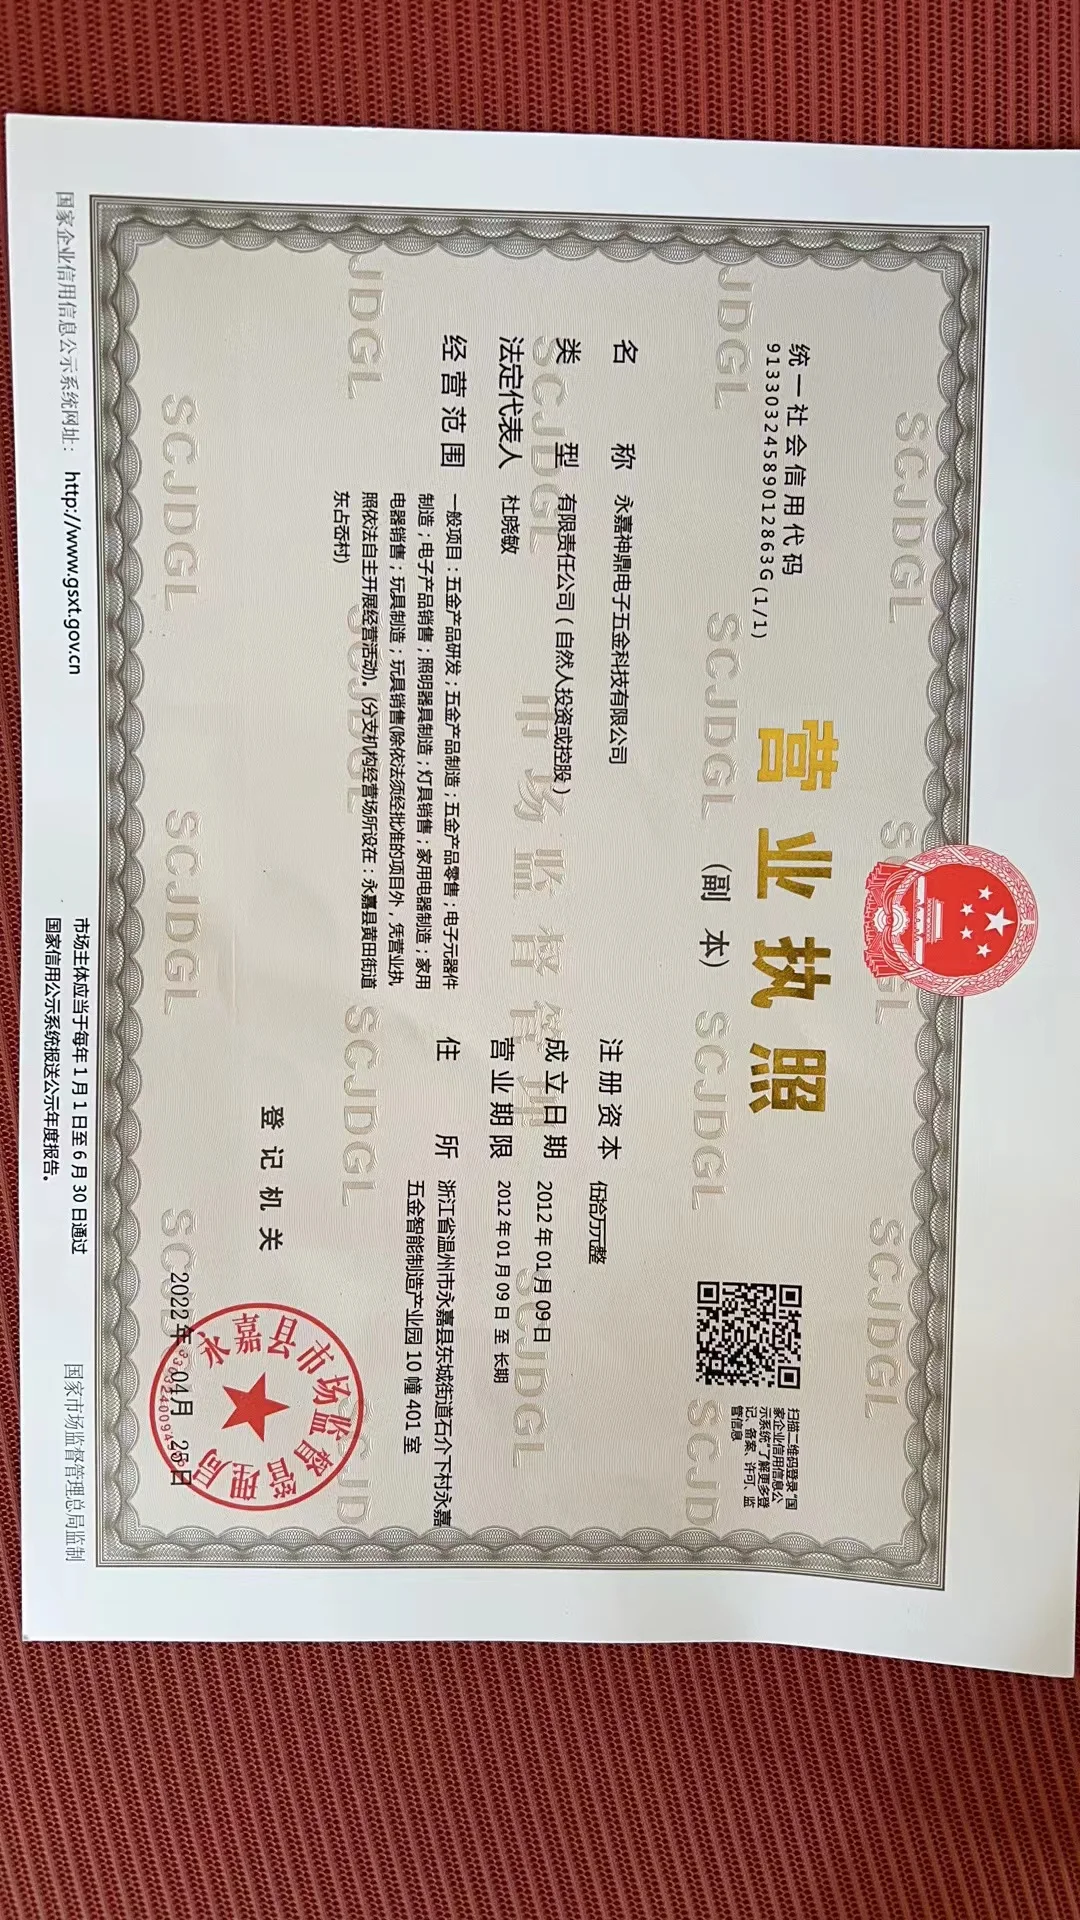 统一社会信用代码
91330324589012863G (1/1)
营业执照
(副 本)
扫描二维码登录“国
家企业信用信息公
示系统”了解更多登
记、备案、许可、监
管信息
名 称 永嘉神鼎电子五金科技有限公司
类 型 有限责任公司(自然人投资或控股)
法定代表人 杜晓敏
经营范围 一般项目:五金产品研发;五金产品制造;五金产品零售;电子元器件
制造;电子产品销售;照明器具制造;灯具销售;家用电器制造;家用
电器销售;玩具制造;玩具销售(除依法须经批准的项目外,凭营业执
照依法自主开展经营活动)。(分支机构经营场所设在:永嘉县黄田街道
东占岙村)
注册资本 伍拾万元整
成立日期 2012年01月09日
营业期限 2012年01月09日 至 长期
住 所 浙江省温州市永嘉县东城街道石介下村永嘉
五金智能制造产业园10幢401室
登记机关
2022年04月 25日
永嘉县市场监督管理局
国家企业信用信息公示系统网址: http://www.gsxt.gov.cn
市场主体应当于每年1月1日至6月30日通过
国家信用公示系统报送公示年度报告。
国家市场监督管理总局监制
SCJDGL
市场监督管理